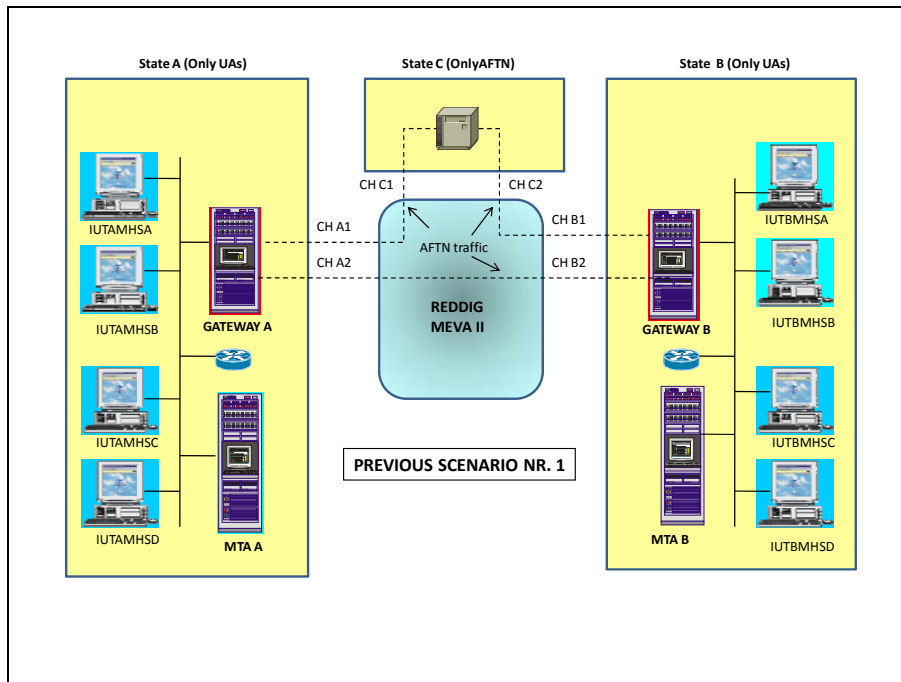 State A (Only UAs)
State C (OnlyAFTN)
State B (Only UAs)
CH C1
CH C2
IUTAMHSA
IUTBMHSA
CH A1
CH B1
AFTN traffic
CH A2
CH B2
IUTAMHSB
IUTBMHSB
REDDIG
MEVA II
GATEWAY A
GATEWAY B
IUTAMHSC
IUTBMHSC
PREVIOUS SCENARIO NR. 1
IUTAMHSD
MTA A
MTA B
IUTBMHSD